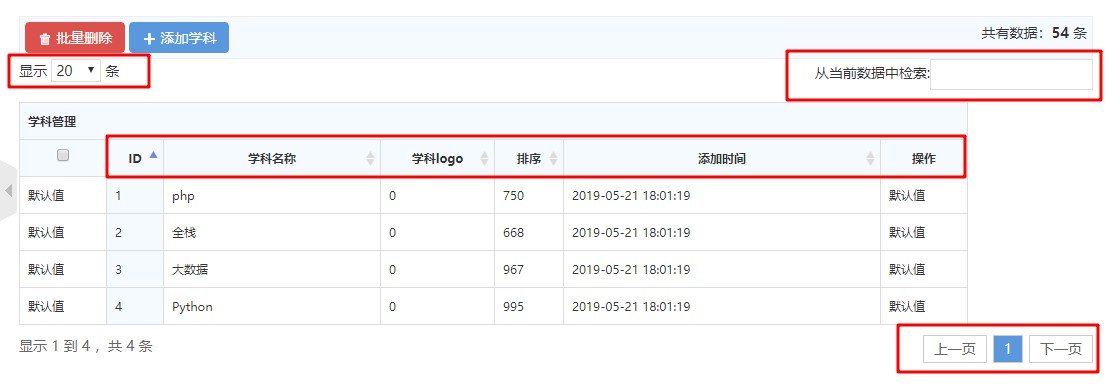 批量删除 添加学科 共有数据：54 条
显示 20 条 从当前数据中检索:
学科管理
ID 学科名称 学科logo 排序 添加时间 操作
默认值 1 php 0 750 2019-05-21 18:01:19 默认值
默认值 2 全栈 0 668 2019-05-21 18:01:19 默认值
默认值 3 大数据 0 967 2019-05-21 18:01:19 默认值
默认值 4 Python 0 995 2019-05-21 18:01:19 默认值
显示 1 到 4 ，共 4 条 上一页 1 下一页